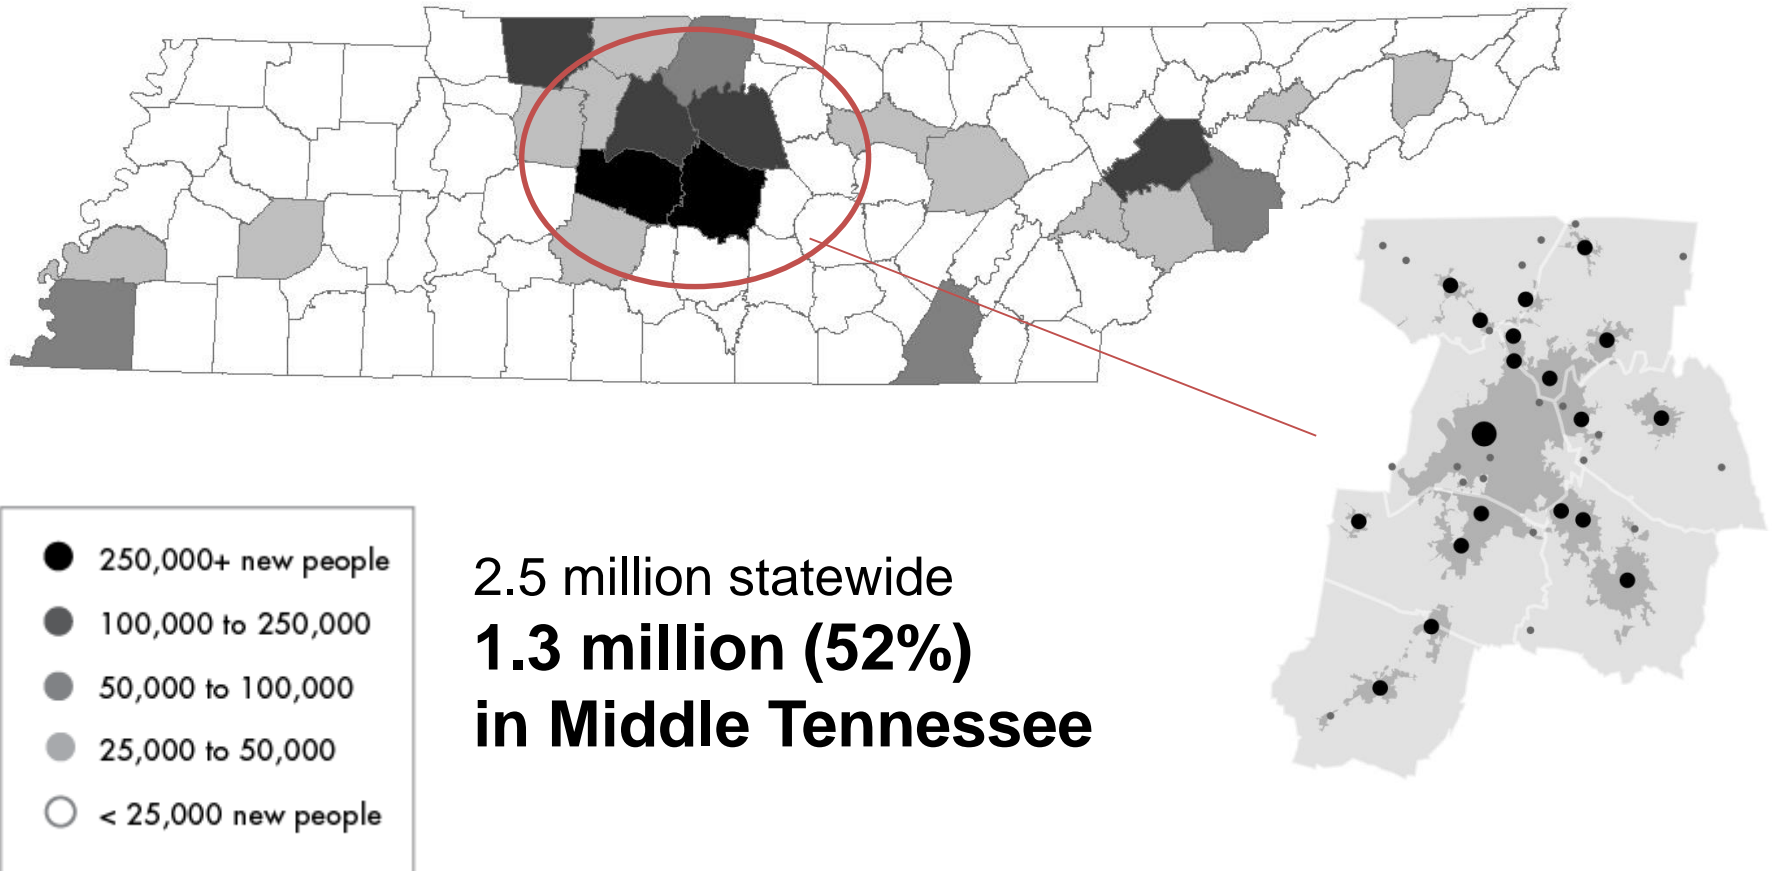 250,000+ new people
100,000 to 250,000
50,000 to 100,000
25,000 to 50,000
< 25,000 new people
2.5 million statewide
1.3 million (52%)
in Middle Tennessee